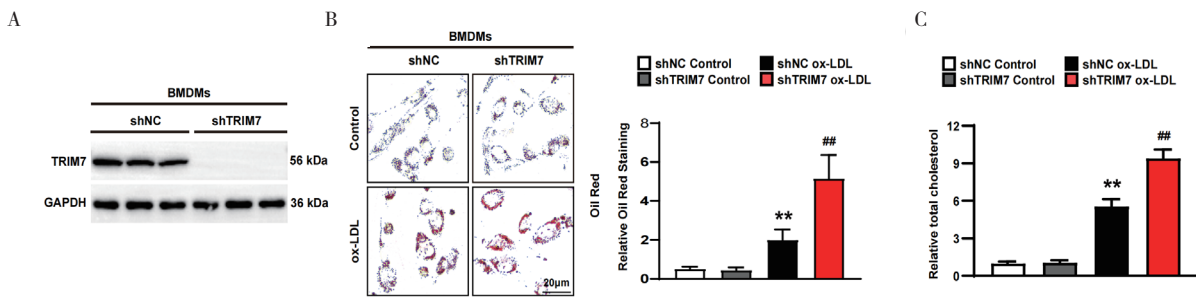 A
BMDMs
shNC shTRIM7
TRIM7 56 kDa
GAPDH 36 kDa
B
BMDMs
shNC shTRIM7
Control
ox-LDL
20μm
Oil Red
shNC Control shNC ox-LDL
shTRIM7 Control shTRIM7 ox-LDL
Relative Oil Red Staining
8
6
4
2
0
**
##
C
shNC Control shNC ox-LDL
shTRIM7 Control shTRIM7 ox-LDL
Relative total cholesterol
12
9
6
3
0
**
##